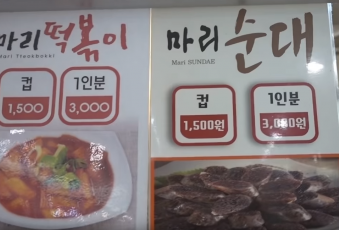 마리 떡볶이
Mari Tteokbokki
컵
1,500
1인분
3,000
마리 순대
Mari SUNDAE
컵
1,500원
1인분
3,000원